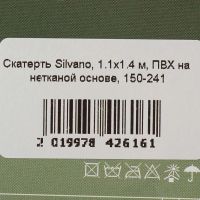 Скатерть Silvano, 1.1x1.4 м, ПВХ на
нетканой основе, 150-241
2 019978 426161